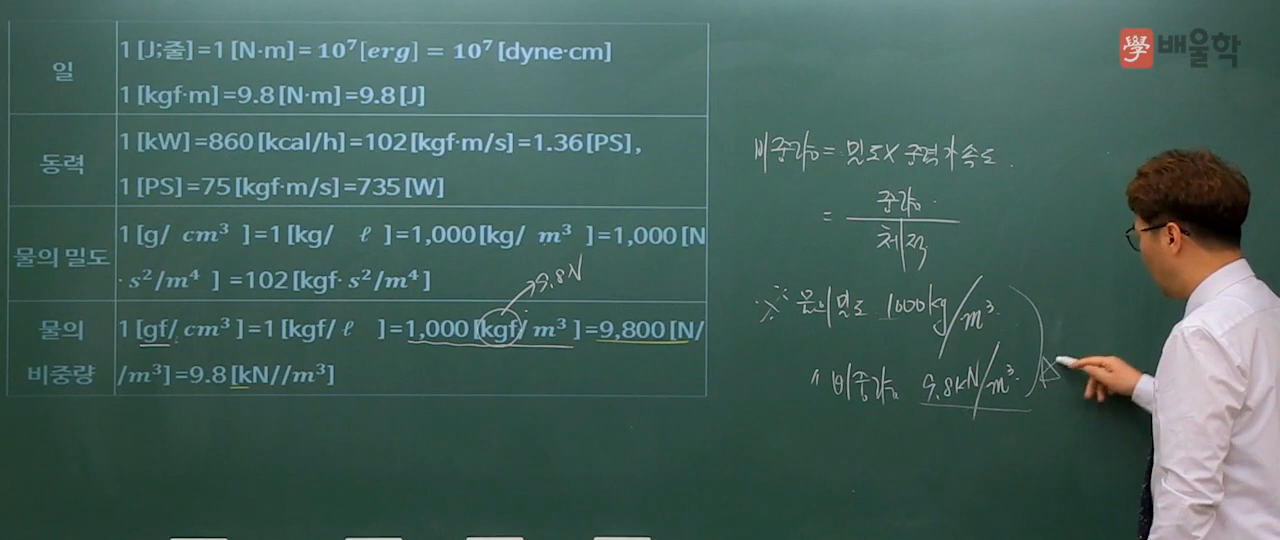 學 배울학
일
1 [J;줄] = 1 [N·m] = 10⁷[erg] = 10⁷ [dyne·cm]
1 [kgf·m] = 9.8 [N·m] = 9.8 [J]
동력
1 [kW] = 860 [kcal/h] = 102 [kgf·m/s] = 1.36 [PS],
1 [PS] = 75 [kgf·m/s] = 735 [W]
물의 밀도
1 [g/ cm³ ] = 1 [kg/ ℓ ] = 1,000 [kg/ m³ ] = 1,000 [N
· s²/m⁴ ] = 102 [kgf· s²/m⁴]
물의
비중량
1 [gf/ cm³ ] = 1 [kgf/ ℓ ] = 1,000 [kgf/ m³ ] = 9,800 [N/
/m³] = 9.8 [kN//m³]
9.8N
비중량 = 밀도 X 중력가속도.
= 중량
체적
※ 물의 밀도 1000kg/m³
〃 비중량 9.8kN/m³